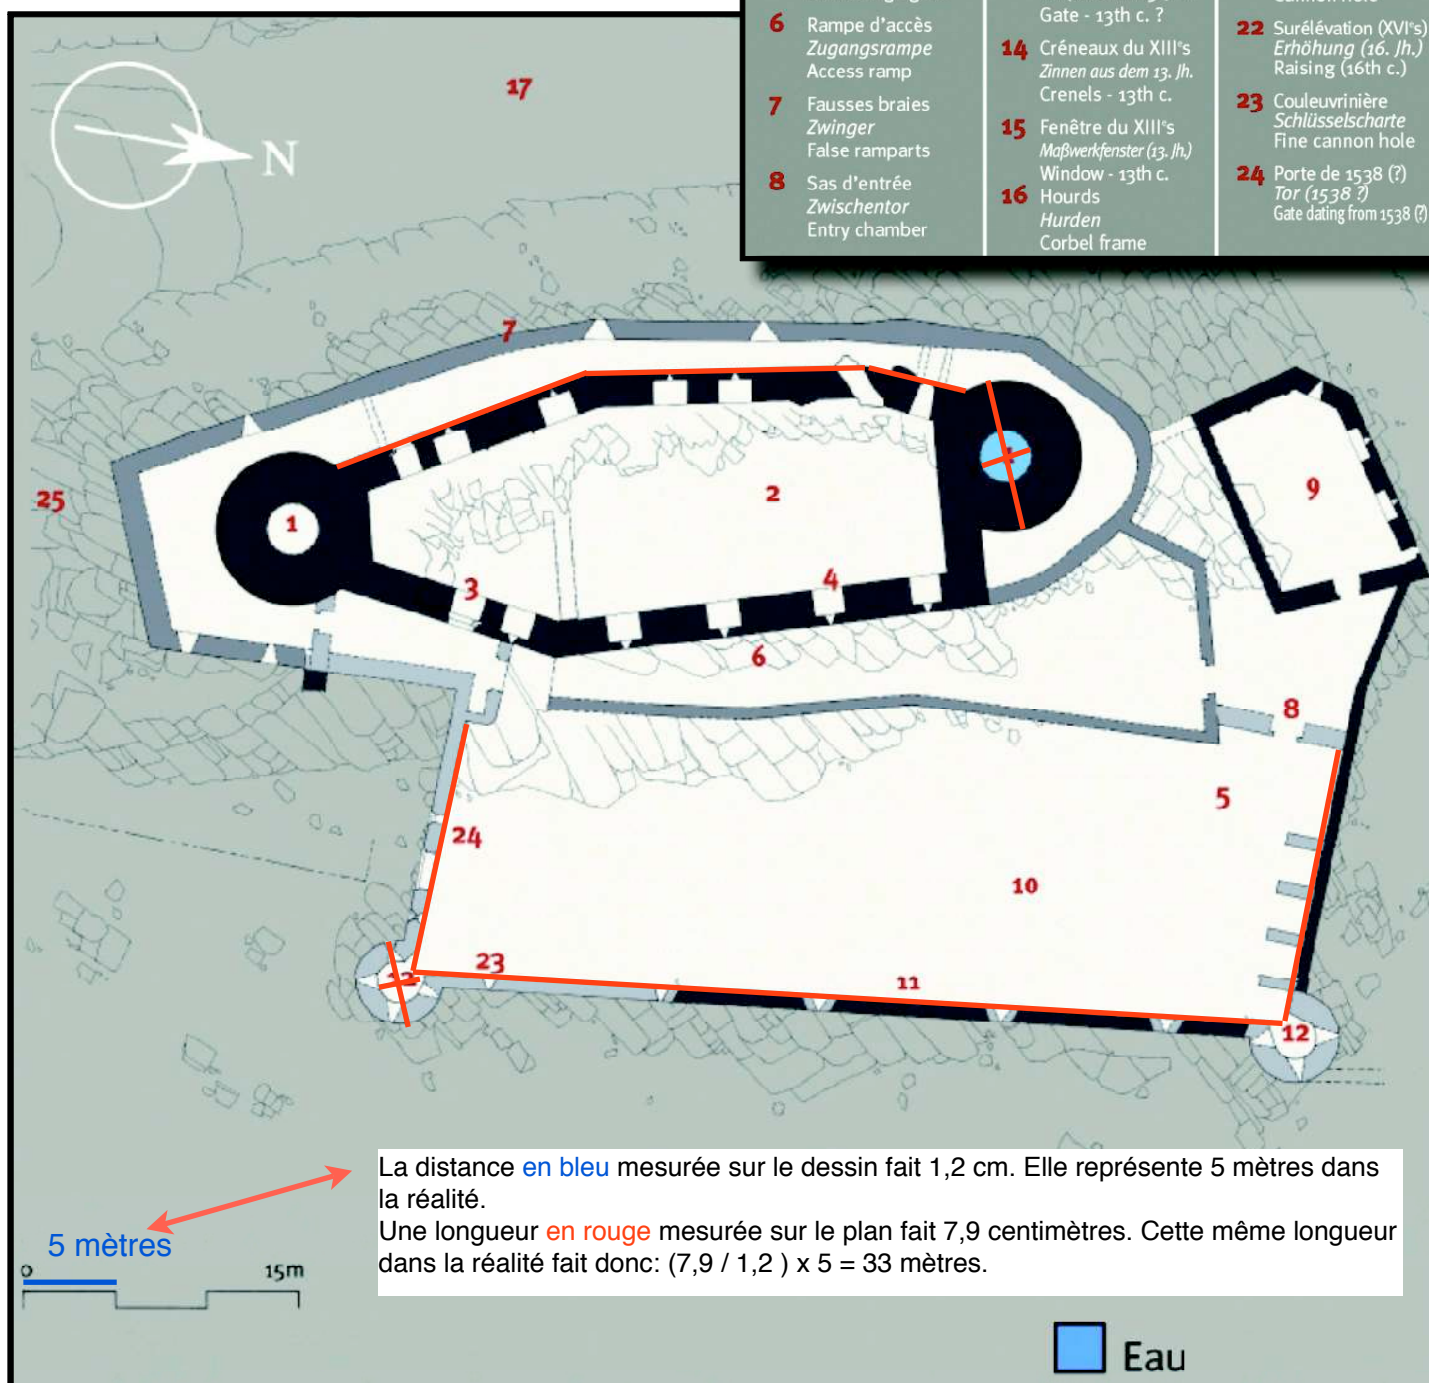 6 Rampe d'accès
Zugangsrampe
Access ramp
7 Fausses braies
Zwinger
False ramparts
8 Sas d'entrée
Zwischentor
Entry chamber
Gate - 13th c. ?
14 Créneaux du XIIIᵉs
Zinnen aus dem 13. Jh.
Crenels - 13th c.
15 Fenêtre du XIIIᵉs
Maßwerkfenster (13. Jh.)
Window - 13th c.
16 Hourds
Hurden
Corbel frame
Cannon hole
22 Surélévation (XVIᵉs)
Erhöhung (16. Jh.)
Raising (16th c.)
23 Couleuvrinière
Schlüsselscharte
Fine cannon hole
24 Porte de 1538 (?)
Tor (1538 ?)
Gate dating from 1538 (?)
17
N
7
25
1
2
9
3
4
6
8
5
24
10
23
11
12
12
La distance en bleu mesurée sur le dessin fait 1,2 cm. Elle représente 5 mètres dans
la réalité.
Une longueur en rouge mesurée sur le plan fait 7,9 centimètres. Cette même longueur
dans la réalité fait donc: (7,9 / 1,2 ) x 5 = 33 mètres.
5 mètres
0 15m
Eau